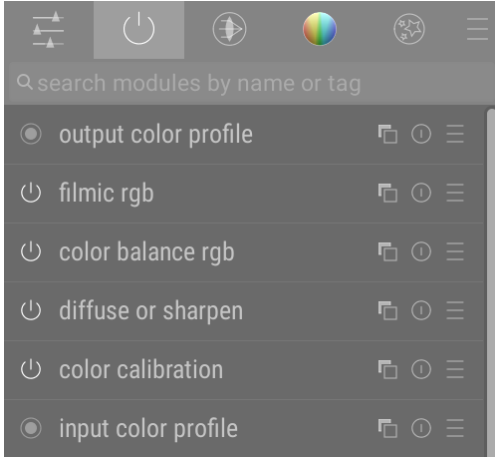 search modules by name or tag
output color profile
filmic rgb
color balance rgb
diffuse or sharpen
color calibration
input color profile